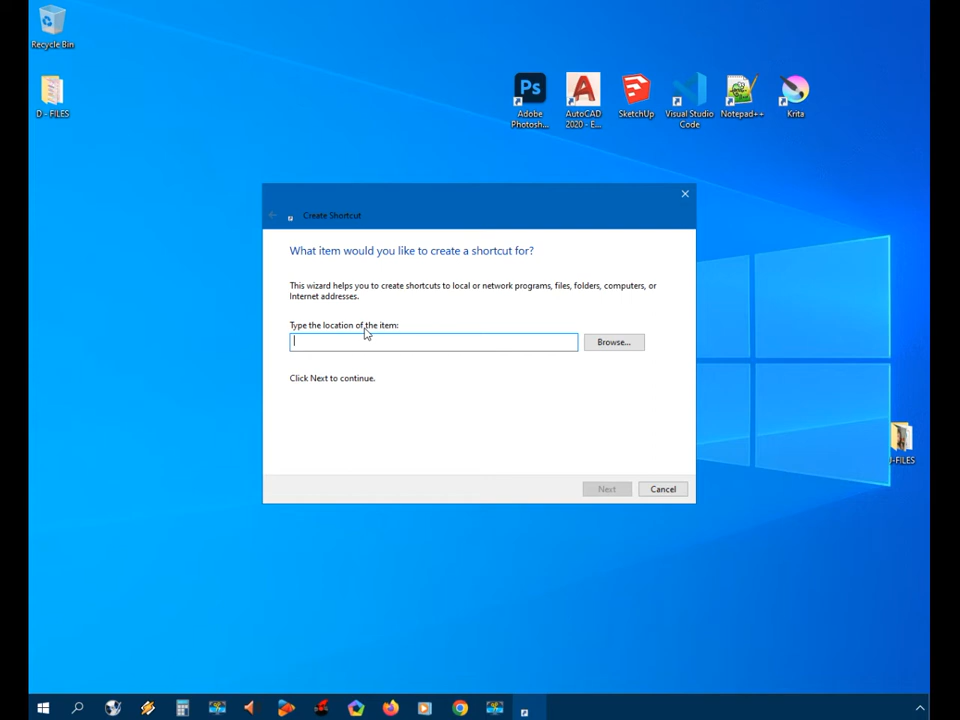 Recycle Bin
D - FILES
Ps
Adobe
Photosh...
AutoCAD
2020 - E...
SketchUp
Visual Studio
Code
Notepad++
Krita
Create Shortcut
What item would you like to create a shortcut for?
This wizard helps you to create shortcuts to local or network programs, files, folders, computers, or
Internet addresses.
Type the location of the item:
Browse...
Click Next to continue.
Next
Cancel